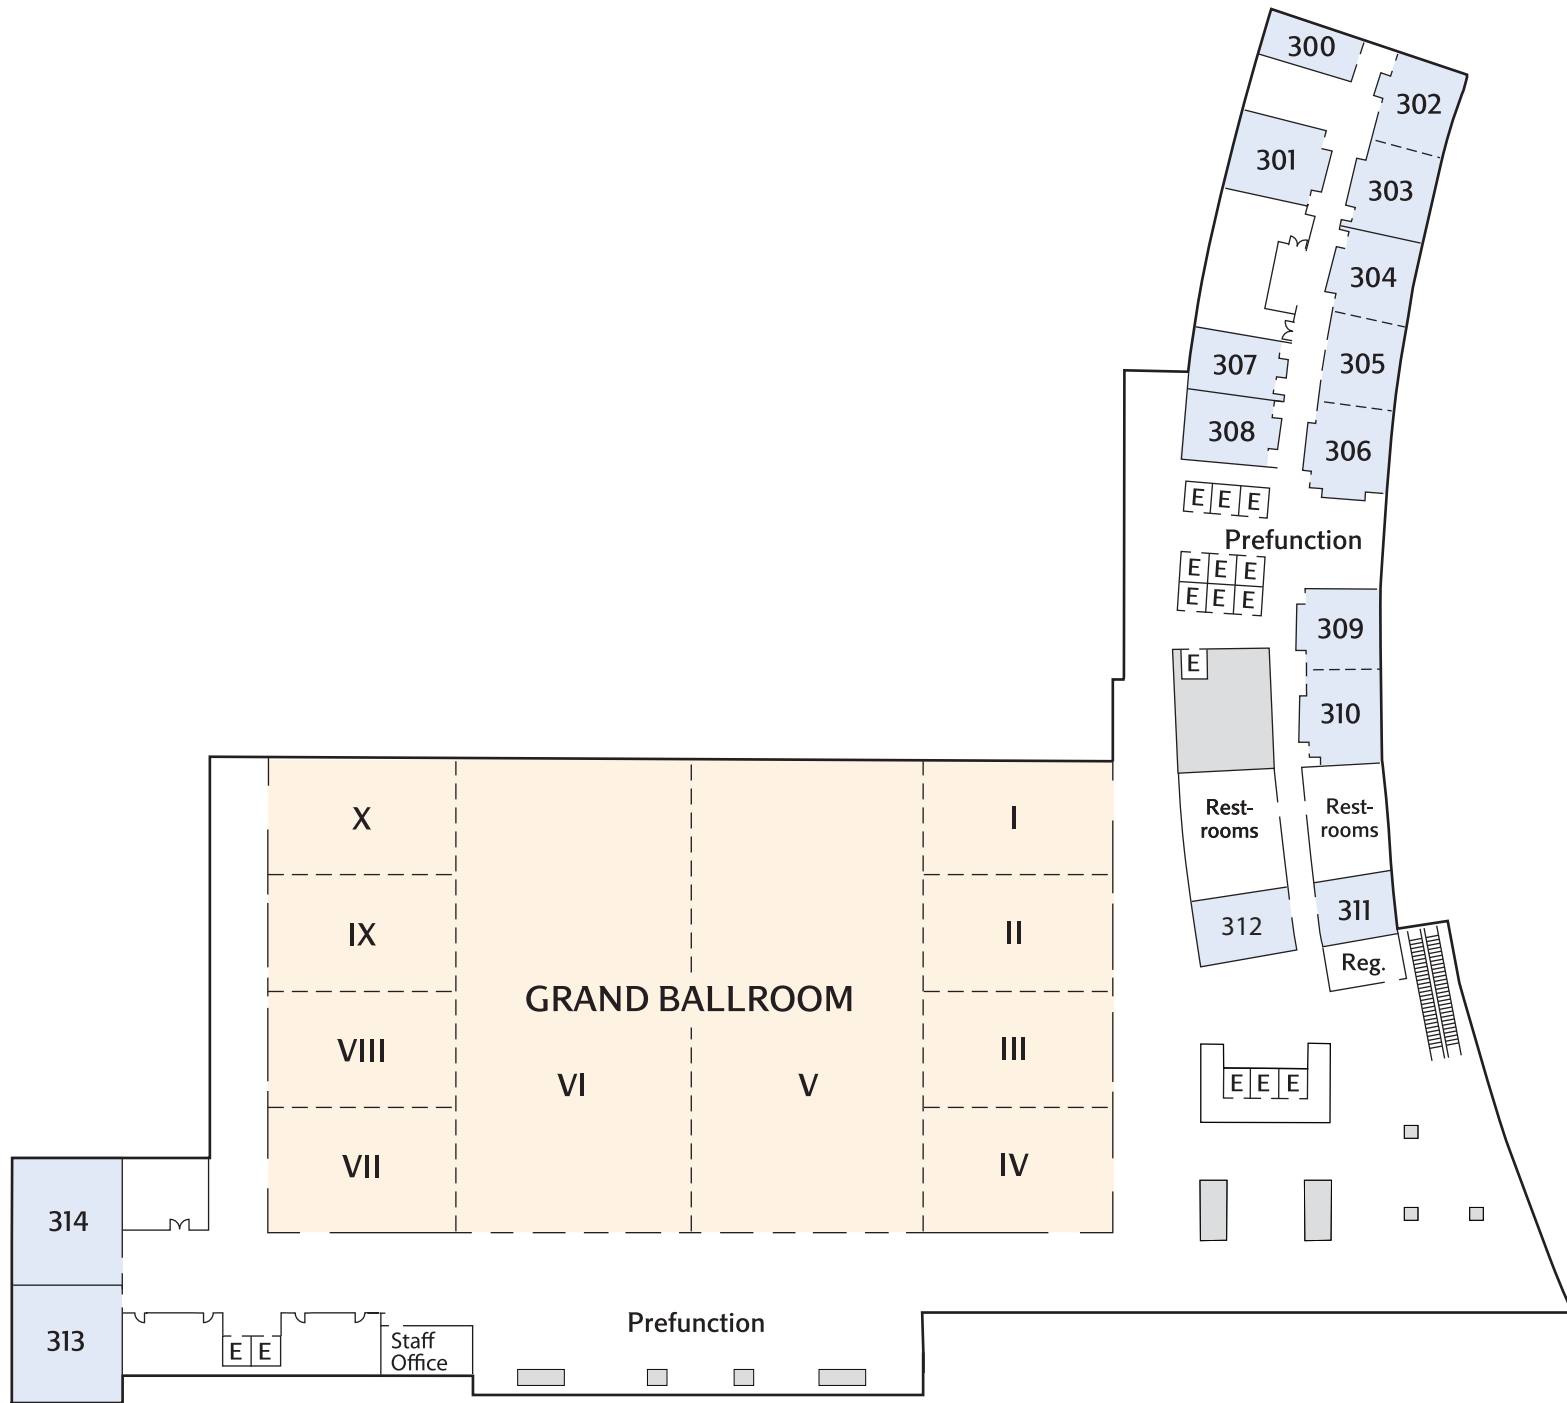 300
302
301
303
304
307
305
308
306
E E E
Prefunction
E E E
E E E
309
E
310
Rest-
rooms
Rest-
rooms
X
I
IX
II
312
311
Reg.
GRAND BALLROOM
VIII
III
VI
V
E E E
VII
IV
314
313
Prefunction
E E
Staff
Office